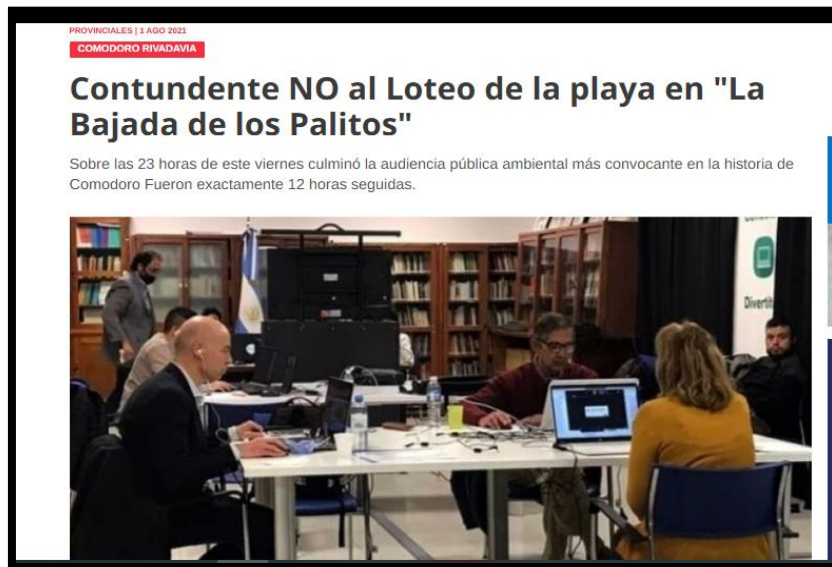 PROVINCIALES | 1 AGO 2021
COMODORO RIVADAVIA
Contundente NO al Loteo de la playa en "La
Bajada de los Palitos"
Sobre las 23 horas de este viernes culminó la audiencia pública ambiental más convocante en la historia de
Comodoro Fueron exactamente 12 horas seguidas.